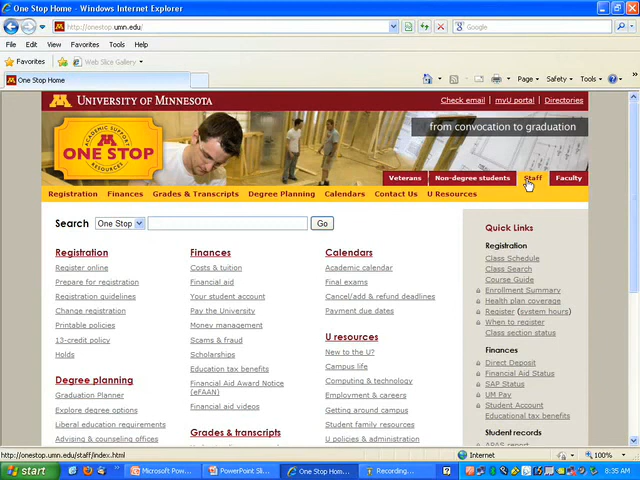 One Stop Home - Windows Internet Explorer
http://onestop.umn.edu/
Google
File Edit View Favorites Tools Help
Favorites Web Slice Gallery
One Stop Home
Page Safety Tools
UNIVERSITY OF MINNESOTA
Check email myU portal Directories
from convocation to graduation
ACADEMIC SUPPORT
ONE STOP
RESOURCES
Veterans Non-degree students Staff Faculty
Registration Finances Grades & Transcripts Degree Planning Calendars Contact Us U Resources
Search One Stop Go
Registration
Register online
Prepare for registration
Registration guidelines
Change registration
Printable policies
13-credit policy
Holds
Degree planning
Graduation Planner
Explore degree options
Liberal education requirements
Advising & counseling offices
Finances
Costs & tuition
Financial aid
Your student account
Pay the University
Money management
Scams & fraud
Scholarships
Education tax benefits
Financial Aid Award Notice
(eFAAN)
Financial aid videos
Grades & transcripts
Calendars
Academic calendar
Final exams
Cancel/add & refund deadlines
Payment due dates
U resources
New to the U?
Campus life
Computing & technology
Employment & careers
Getting around campus
Student family resources
U policies & administration
Quick Links
Registration
Class Schedule
Class Search
Course Guide
Enrollment Summary
Health plan coverage
Register (system hours)
When to register
Class section status
Finances
Direct Deposit
Financial Aid Status
SAP Status
UM Pay
Student Account
Educational tax benefits
Student records
APAS report
http://onestop.umn.edu/staff/index.html
Internet 100%
start
Microsoft Pow...
PowerPoint Sli...
One Stop Hom...
Recording...
8:35 AM